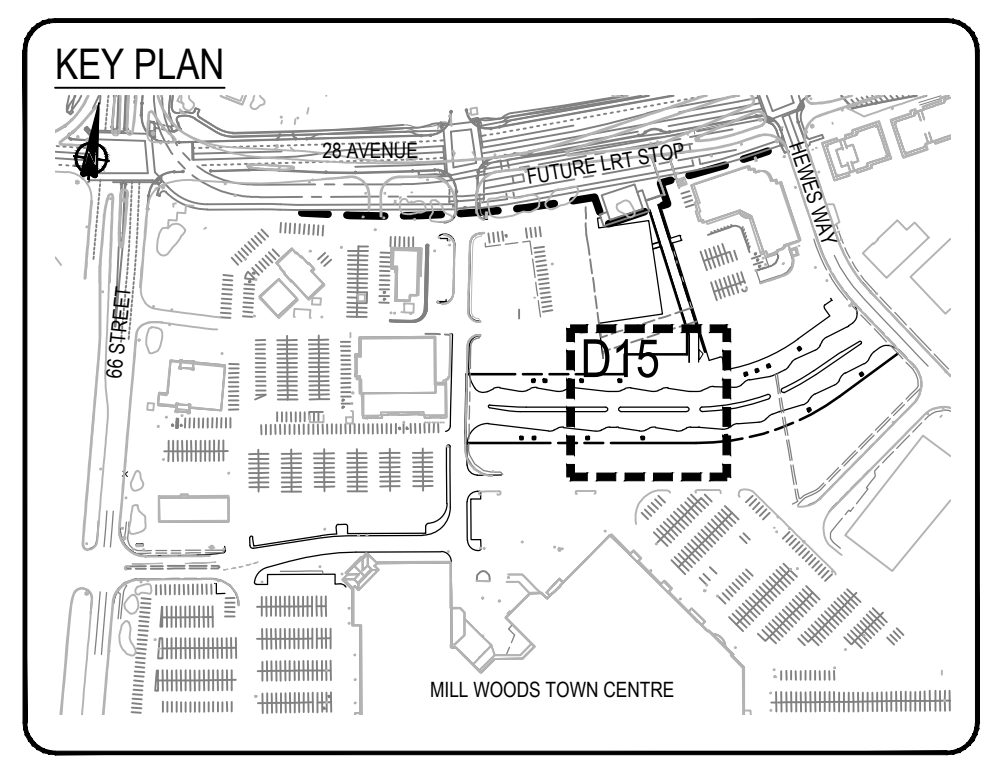 KEY PLAN
28 AVENUE
FUTURE LRT STOP
HEWES WAY
66 STREET
D15
MILL WOODS TOWN CENTRE